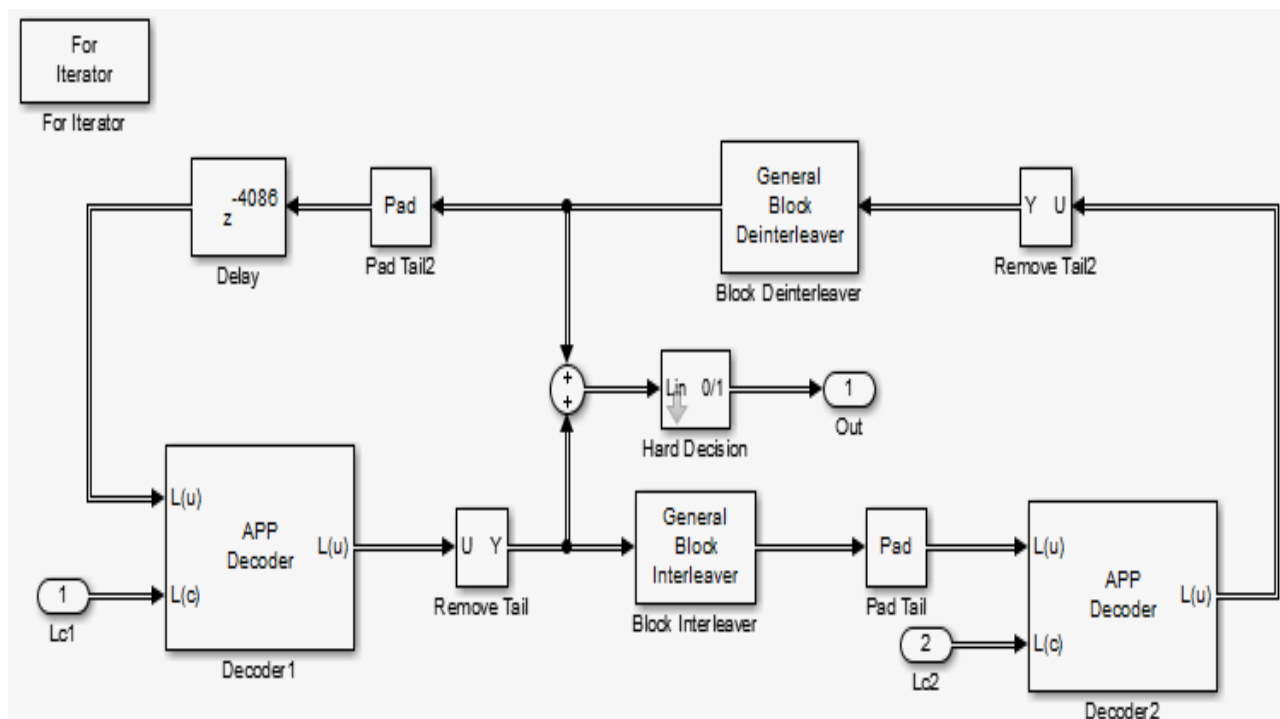 For
Iterator
For Iterator
-4086
z
Delay
Pad
Pad Tail2
General
Block
Deinterleaver
Block Deinterleaver
Y U
Remove Tail2
+
+
Lin 0/1
Hard Decision
1
Out
L(u)
APP
Decoder
L(u)
L(c)
Decoder1
1
Lc1
U Y
Remove Tail
General
Block
Interleaver
Block Interleaver
Pad
Pad Tail
L(u)
APP
Decoder
L(u)
L(c)
Decoder2
2
Lc2